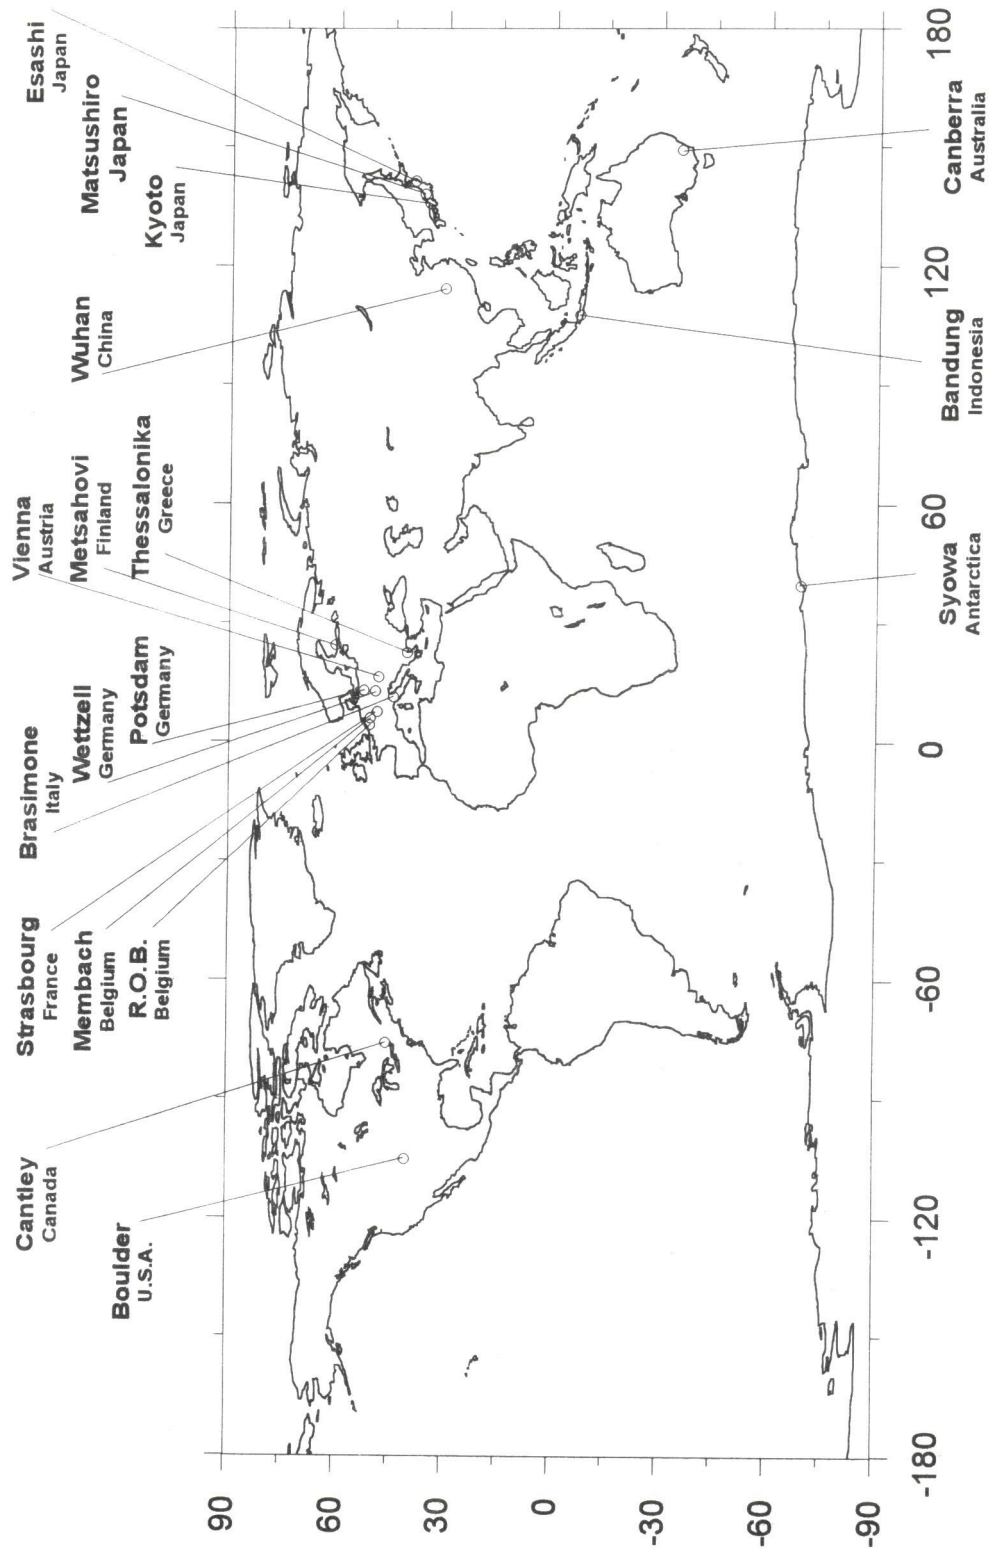 Cantley
Canada
Boulder
U.S.A.
Strasbourg
France
Membach
Belgium
R.O.B.
Belgium
Brasimone
Italy
Wettzell
Germany
Potsdam
Germany
Vienna
Austria
Metsahovi
Finland
Thessalonika
Greece
Wuhan
China
Kyoto
Japan
Matsushiro
Japan
Esashi
Japan
90
60
30
0
-30
-60
-90
-180
-120
-60
0
60
120
180
Syowa
Antarctica
Bandung
Indonesia
Canberra
Australia